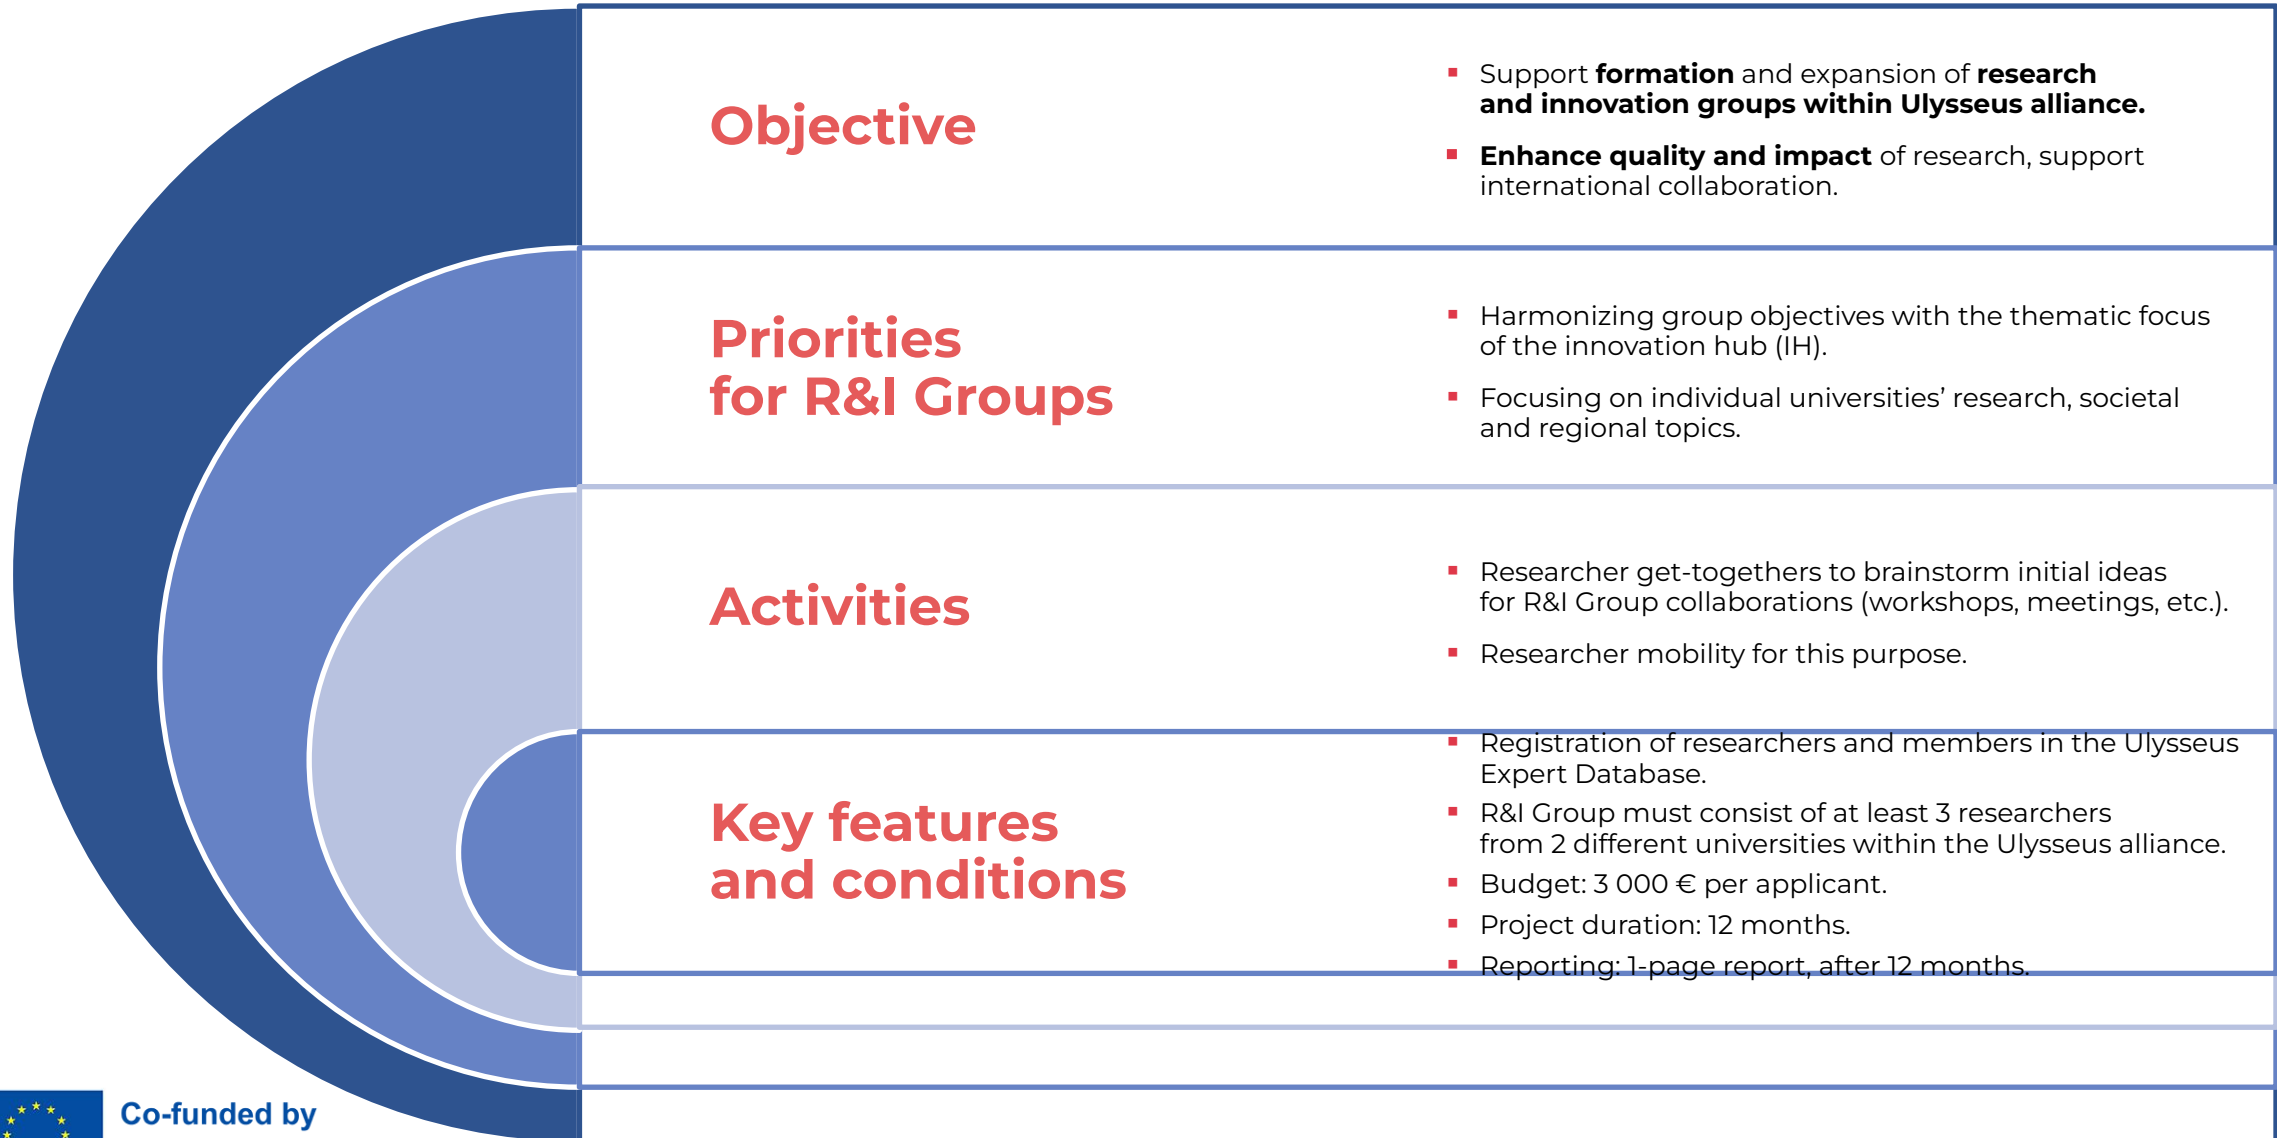 Objective
▪ Support formation and expansion of research
and innovation groups within Ulysseus alliance.
▪ Enhance quality and impact of research, support
international collaboration.
Priorities
for R&I Groups
▪ Harmonizing group objectives with the thematic focus
of the innovation hub (IH).
▪ Focusing on individual universities’ research, societal
and regional topics.
Activities
▪ Researcher get-togethers to brainstorm initial ideas
for R&I Group collaborations (workshops, meetings, etc.).
▪ Researcher mobility for this purpose.
Key features
and conditions
▪ Registration of researchers and members in the Ulysseus
Expert Database.
▪ R&I Group must consist of at least 3 researchers
from 2 different universities within the Ulysseus alliance.
▪ Budget: 3 000 € per applicant.
▪ Project duration: 12 months.
▪ Reporting: 1-page report, after 12 months.
Co-funded by